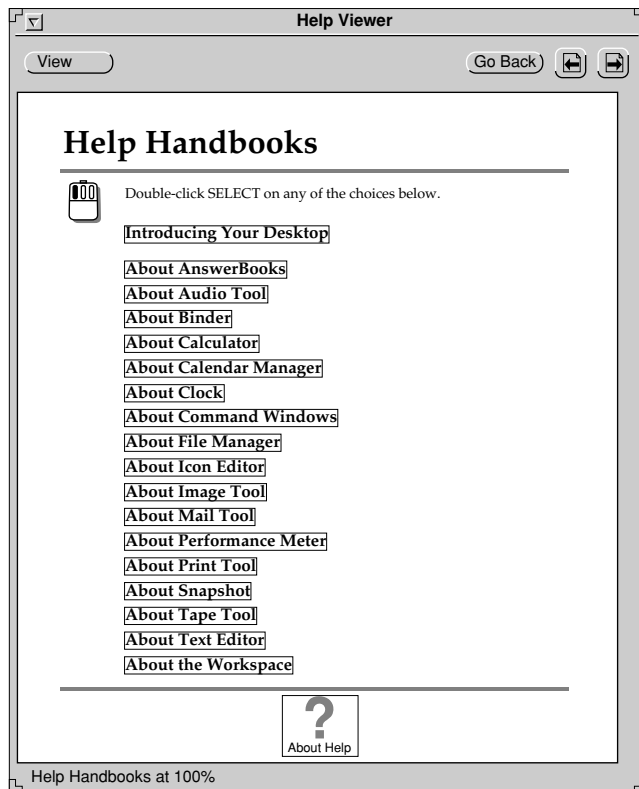 Help Viewer
View
Go Back
Help Handbooks
Double-click SELECT on any of the choices below.
Introducing Your Desktop
About AnswerBooks
About Audio Tool
About Binder
About Calculator
About Calendar Manager
About Clock
About Command Windows
About File Manager
About Icon Editor
About Image Tool
About Mail Tool
About Performance Meter
About Print Tool
About Snapshot
About Tape Tool
About Text Editor
About the Workspace
?
About Help
Help Handbooks at 100%